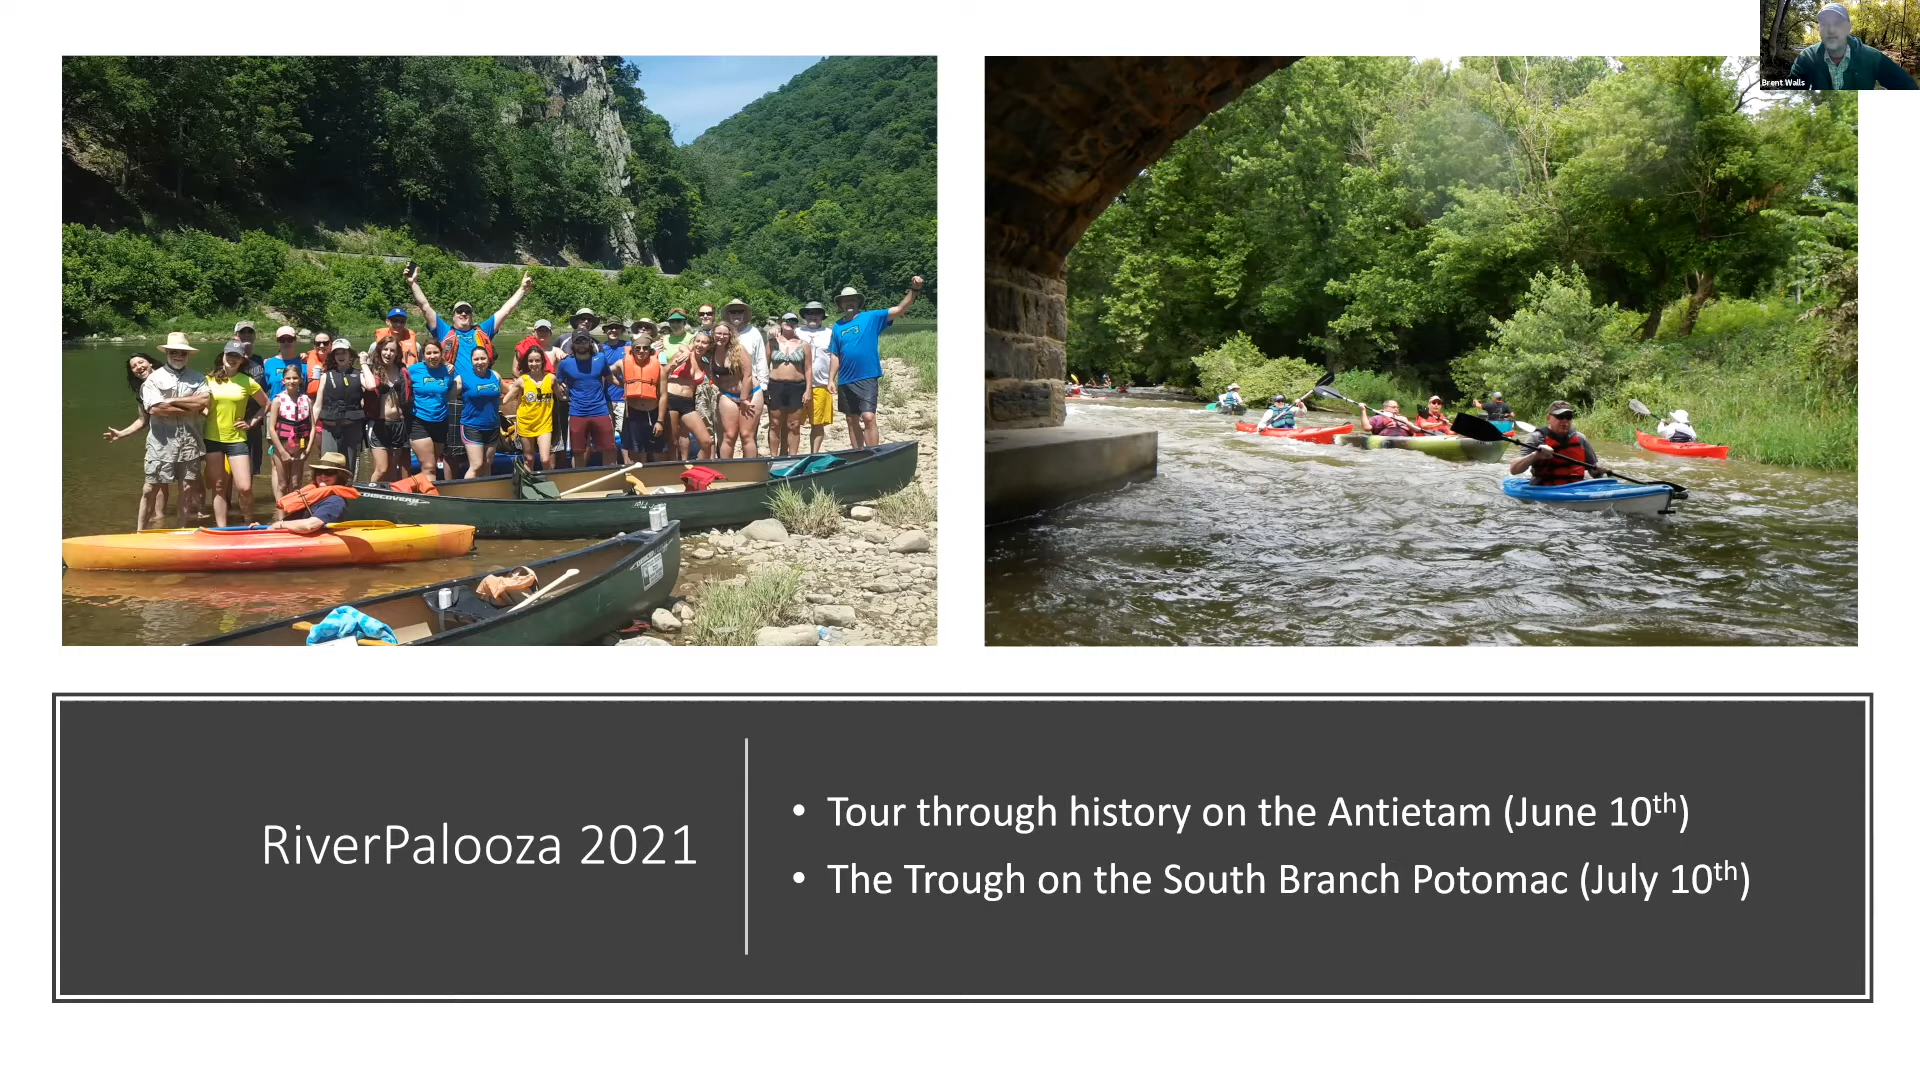 Brent Walls
DISCOVERY
RiverPalooza 2021
• Tour through history on the Antietam (June 10th)
• The Trough on the South Branch Potomac (July 10th)